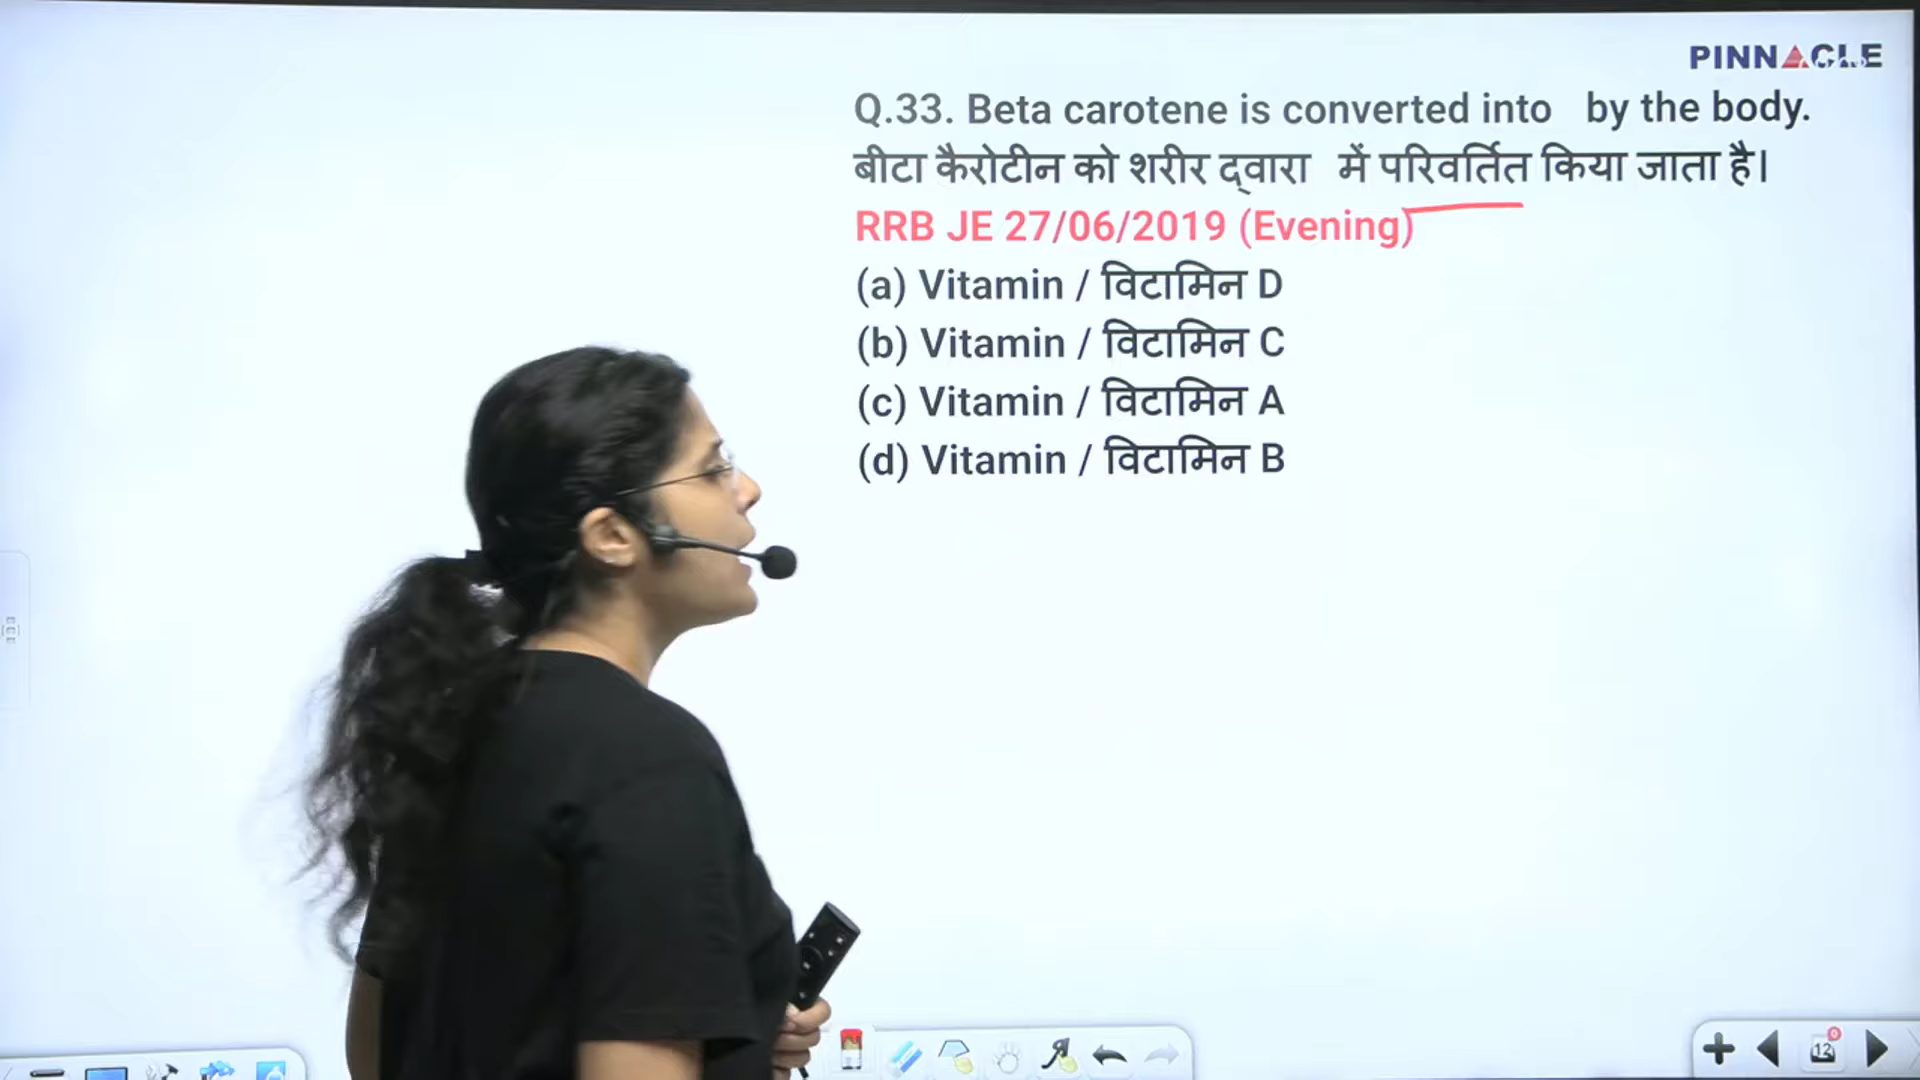 PINNACLE
Q.33. Beta carotene is converted into by the body.
बीटा कैरोटीन को शरीर द्वारा में परिवर्तित किया जाता है।
RRB JE 27/06/2019 (Evening)
(a) Vitamin / विटामिन D
(b) Vitamin / विटामिन C
(c) Vitamin / विटामिन A
(d) Vitamin / विटामिन B
12